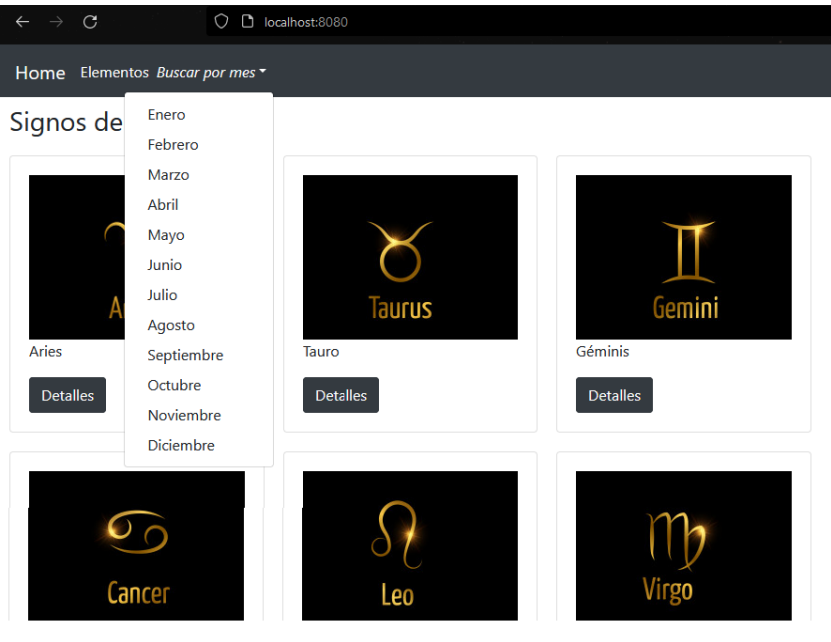 localhost:8080
Home Elementos Buscar por mes
Signos de
Enero
Febrero
Marzo
Abril
Mayo
Junio
Julio
Agosto
Septiembre
Octubre
Noviembre
Diciembre
Taurus
Gemini
Aries
Tauro
Géminis
Detalles
Detalles
Detalles
Cancer
Leo
Virgo